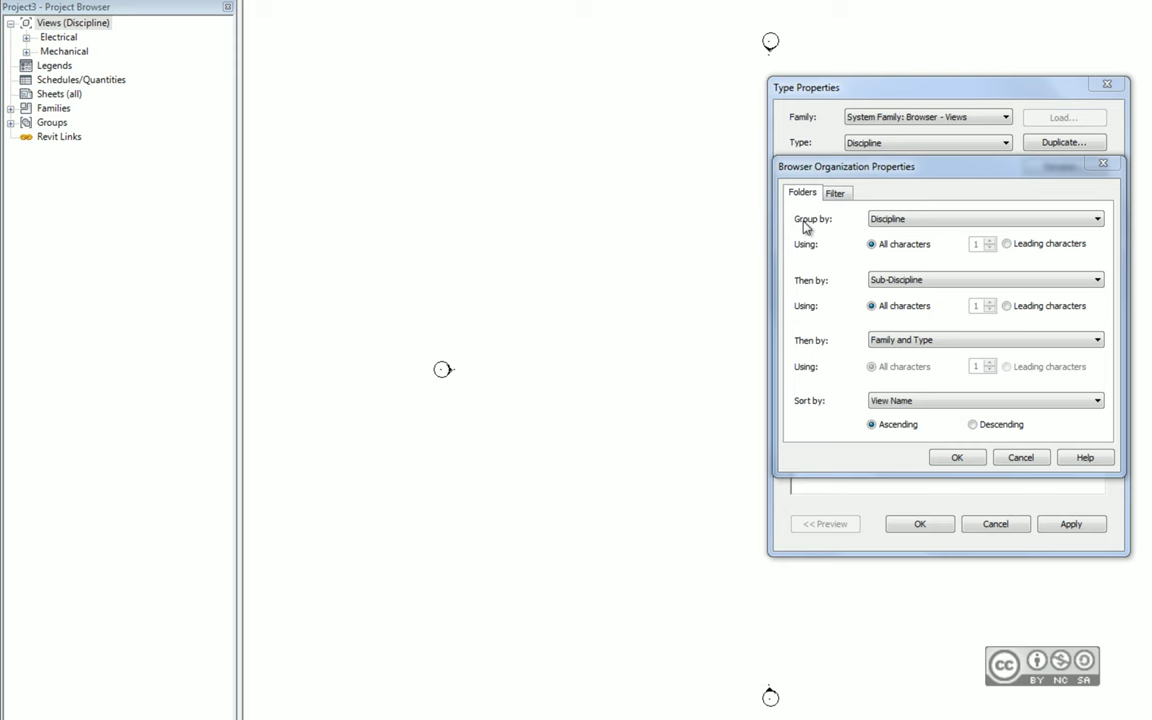 Project3 - Project Browser
Views (Discipline)
Electrical
Mechanical
Legends
Schedules/Quantities
Sheets (all)
Families
Groups
Revit Links
Type Properties
Family: System Family: Browser - Views Load...
Type: Discipline Duplicate...
Browser Organization Properties
Folders Filter
Group by: Discipline
Using: All characters 1 Leading characters
Then by: Sub-Discipline
Using: All characters 1 Leading characters
Then by: Family and Type
Using: All characters 1 Leading characters
Sort by: View Name
Ascending Descending
OK Cancel Help
<< Preview OK Cancel Apply
cc
BY NC SA